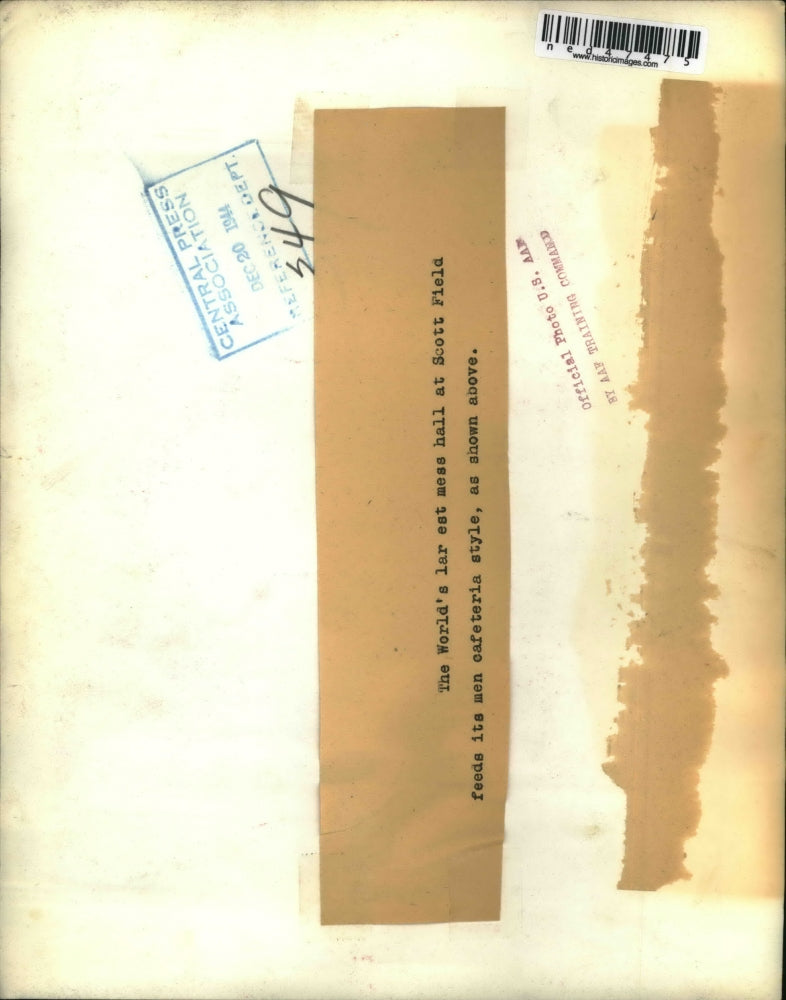 ned47475
www.historicimages.com
CENTRAL PRESS
ASSOCIATION
DEC 20 1944
REFERENCE DEPT.
349
The World's lar est mess hall at Scott Field
feeds its men cafeteria style, as shown above.
Official Photo U.S. AAF
BY AAF TRAINING COMMAND